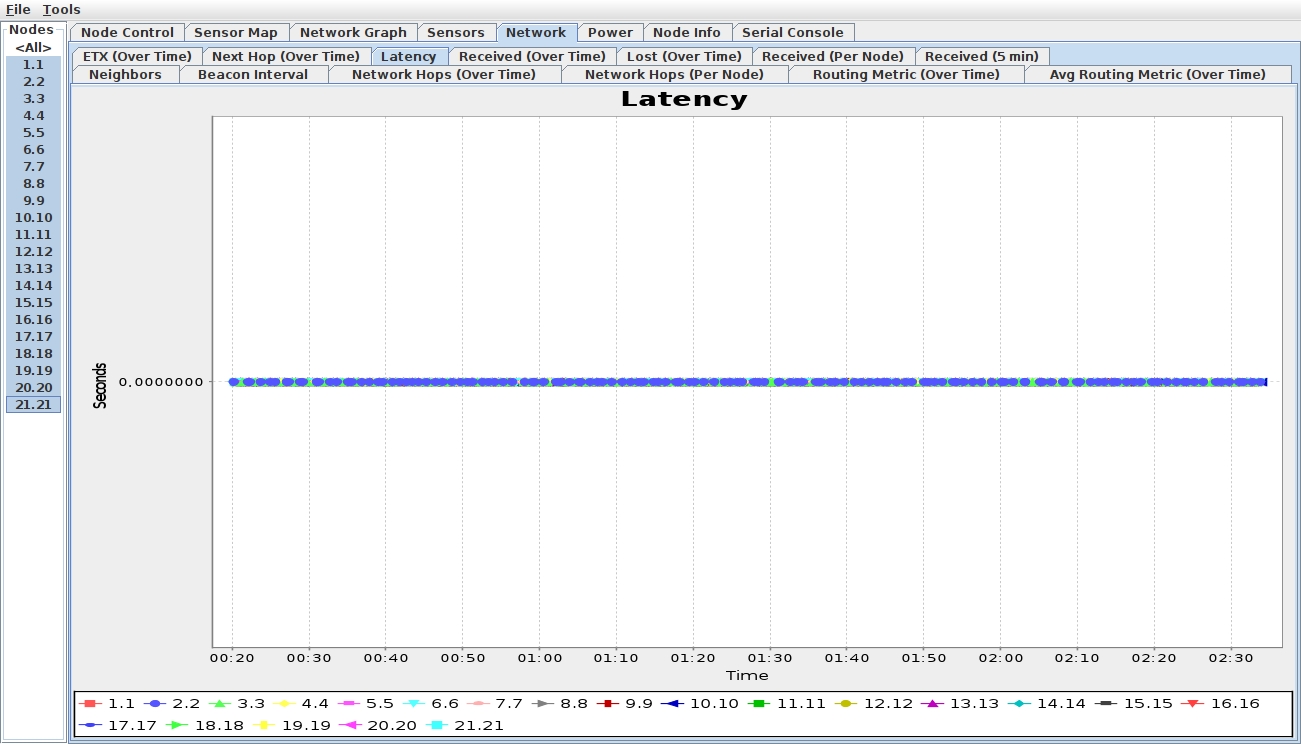 File Tools
Nodes
<All>
1.1
2.2
3.3
4.4
5.5
6.6
7.7
8.8
9.9
10.10
11.11
12.12
13.13
14.14
15.15
16.16
17.17
18.18
19.19
20.20
21.21
Node Control Sensor Map Network Graph Sensors Network Power Node Info Serial Console
ETX (Over Time) Next Hop (Over Time) Latency Received (Over Time) Lost (Over Time) Received (Per Node) Received (5 min)
Neighbors Beacon Interval Network Hops (Over Time) Network Hops (Per Node) Routing Metric (Over Time) Avg Routing Metric (Over Time)
Latency
Seconds
0.0000000
00:20 00:30 00:40 00:50 01:00 01:10 01:20 01:30 01:40 01:50 02:00 02:10 02:20 02:30
Time
1.1 2.2 3.3 4.4 5.5 6.6 7.7 8.8 9.9 10.10 11.11 12.12 13.13 14.14 15.15 16.16
17.17 18.18 19.19 20.20 21.21